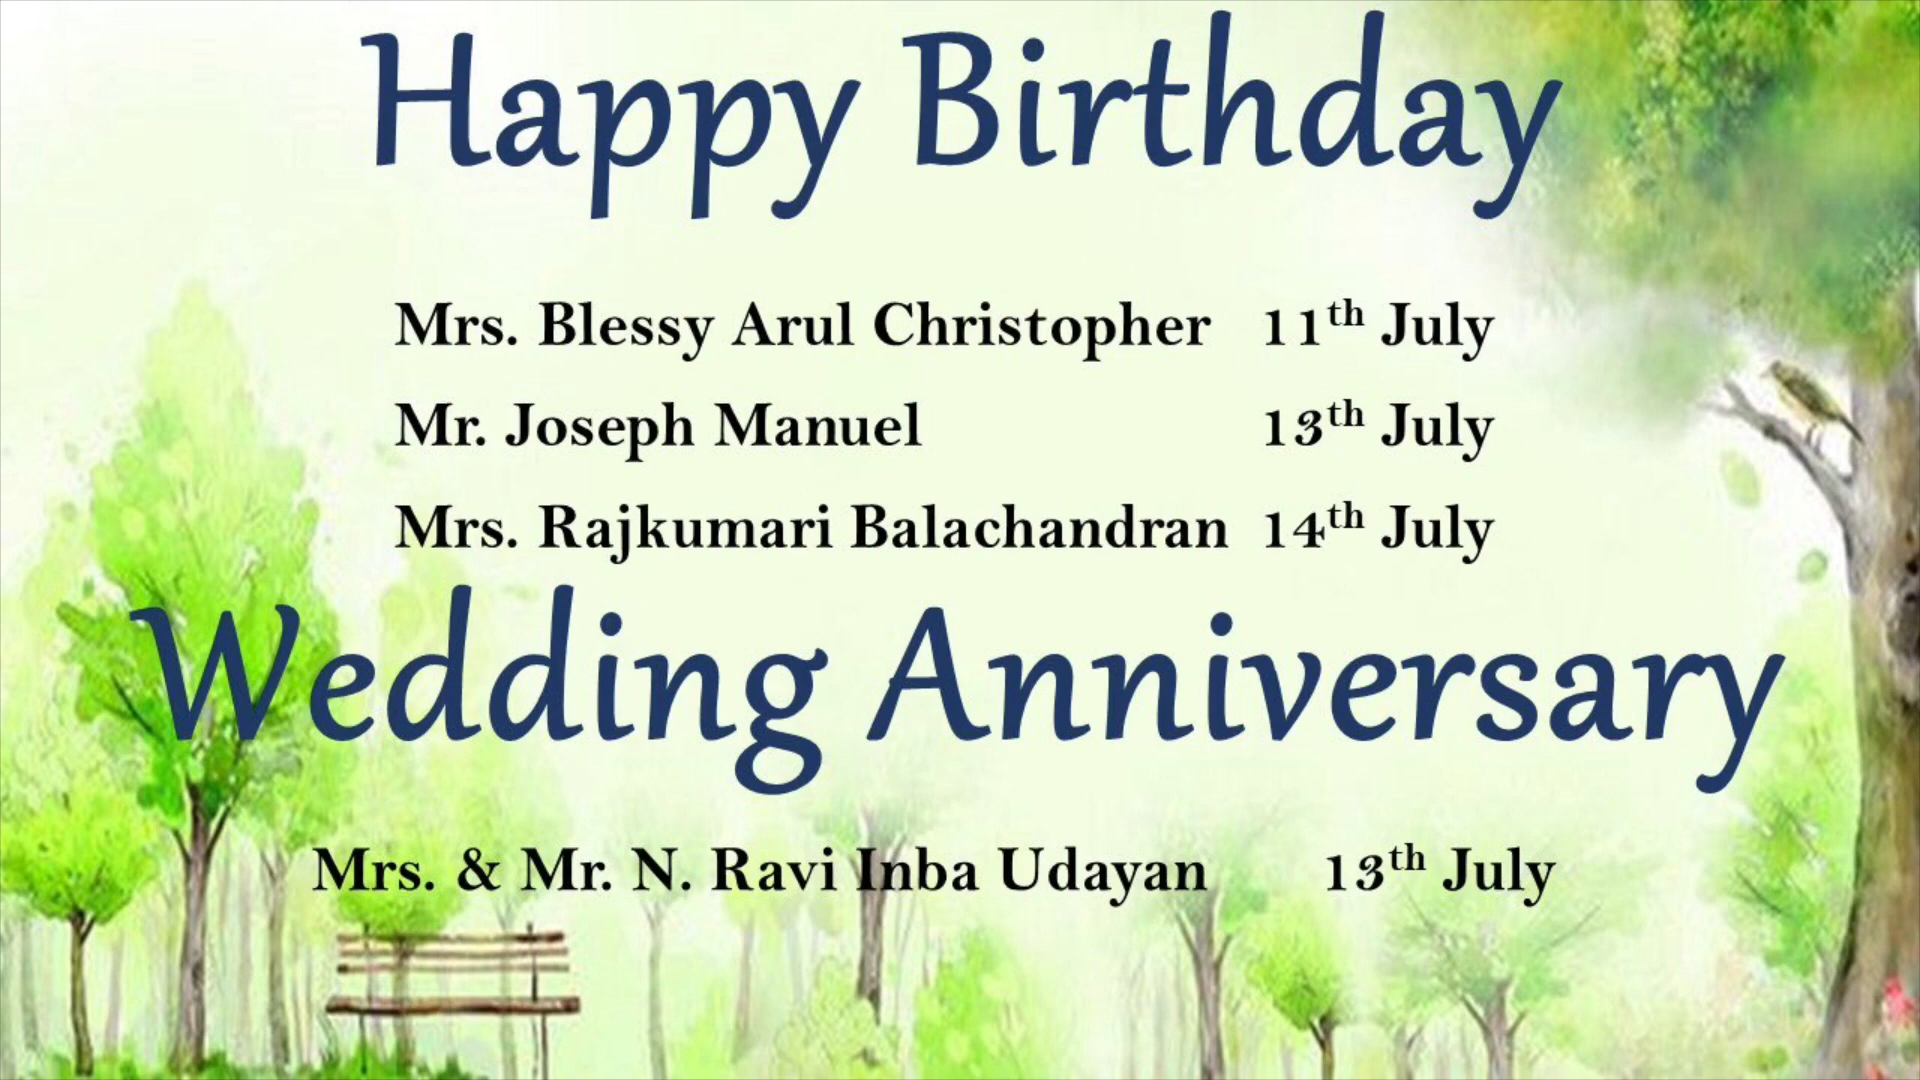 Happy Birthday
Mrs. Blessy Arul Christopher 11th July
Mr. Joseph Manuel 13th July
Mrs. Rajkumari Balachandran 14th July
Wedding Anniversary
Mrs. & Mr. N. Ravi Inba Udayan 13th July